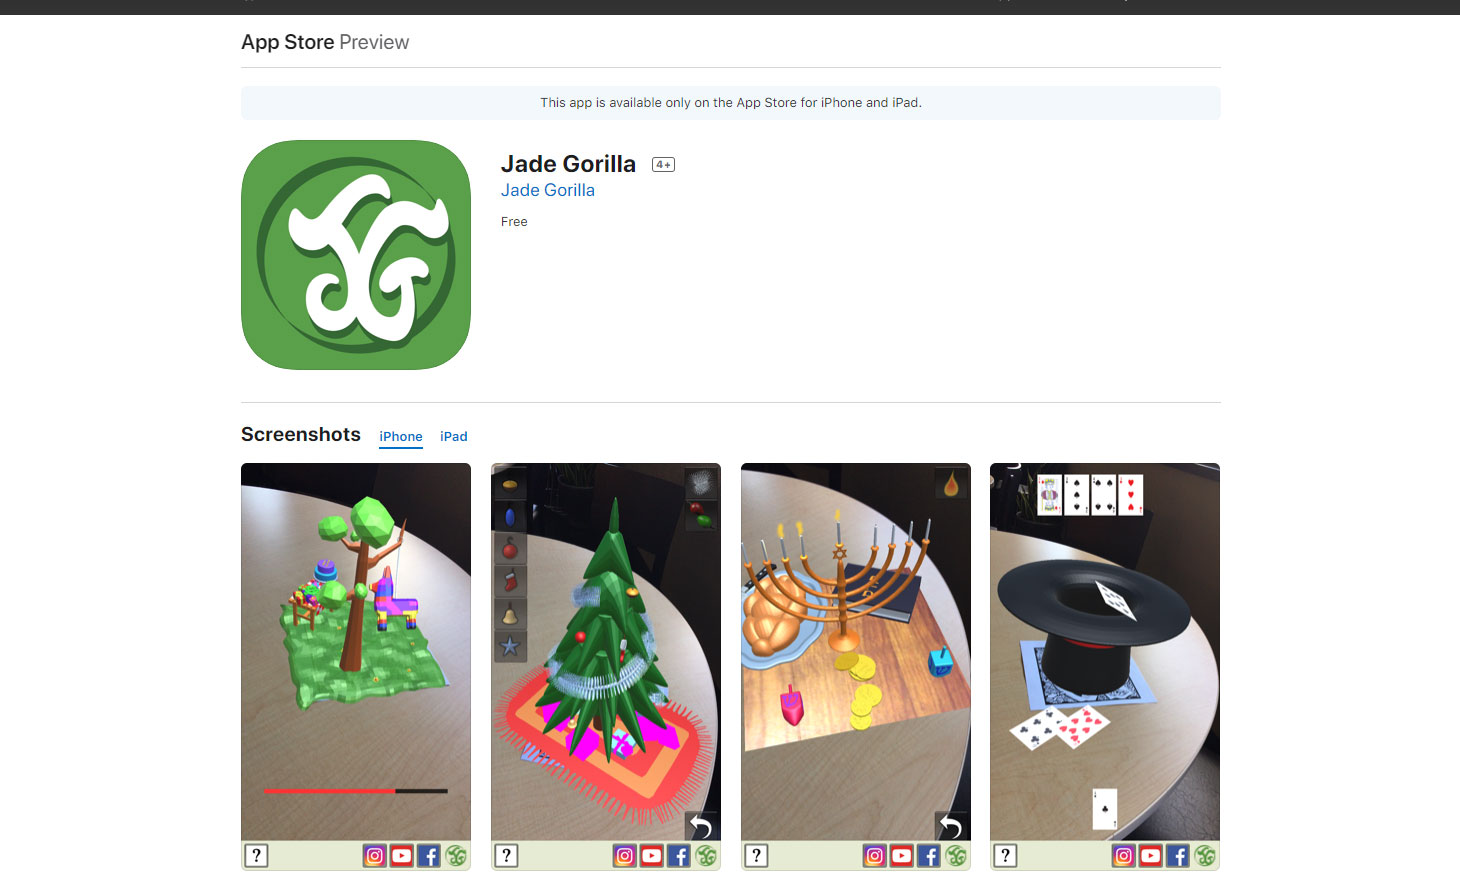 App Store Preview
This app is available only on the App Store for iPhone and iPad.
Jade Gorilla 4+
Jade Gorilla
Free
Screenshots iPhone iPad
? f
? f
? f
? f